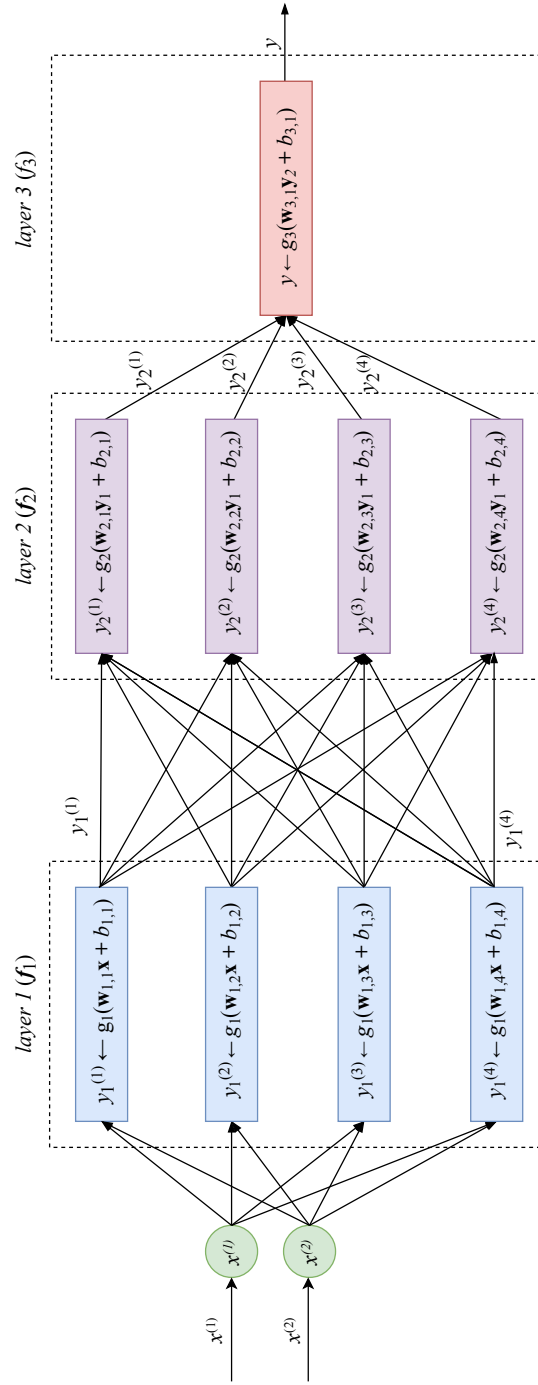 layer 1 (f₁)
layer 2 (f₂)
layer 3 (f₃)
x⁽¹⁾
x⁽²⁾
x⁽¹⁾
x⁽²⁾
y₁⁽¹⁾ ← g₁(w₁,₁x + b₁,₁)
y₁⁽²⁾ ← g₁(w₁,₂x + b₁,₂)
y₁⁽³⁾ ← g₁(w₁,₃x + b₁,₃)
y₁⁽⁴⁾ ← g₁(w₁,₄x + b₁,₄)
y₁⁽¹⁾
y₁⁽⁴⁾
y₂⁽¹⁾ ← g₂(w₂,₁y₁ + b₂,₁)
y₂⁽²⁾ ← g₂(w₂,₂y₁ + b₂,₂)
y₂⁽³⁾ ← g₂(w₂,₃y₁ + b₂,₃)
y₂⁽⁴⁾ ← g₂(w₂,₄y₁ + b₂,₄)
y₂⁽¹⁾
y₂⁽²⁾
y₂⁽³⁾
y₂⁽⁴⁾
y ← g₃(w₃,₁y₂ + b₃,₁)
y